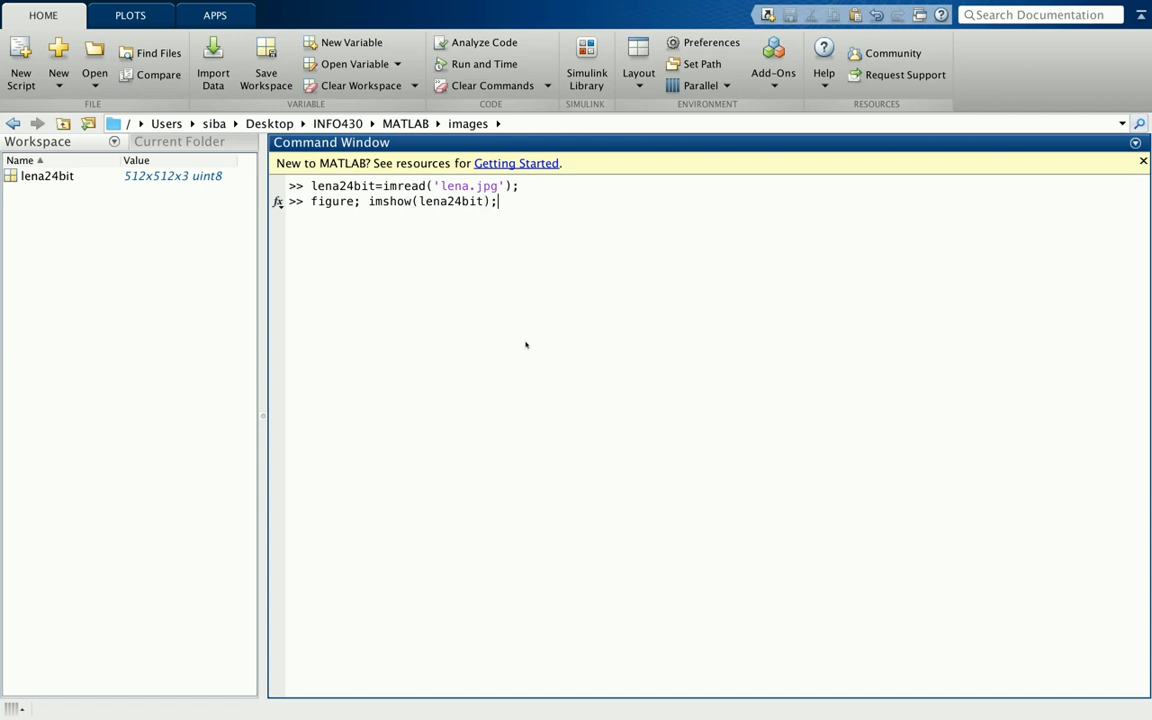 HOME PLOTS APPS Search Documentation
New Script New Open Find Files Compare Import Data Save Workspace New Variable Open Variable Clear Workspace Analyze Code Run and Time Clear Commands Simulink Library Layout Preferences Set Path Parallel Add-Ons Help Community Request Support
FILE VARIABLE CODE SIMULINK ENVIRONMENT RESOURCES
/ Users siba Desktop INFO430 MATLAB images
Workspace Current Folder Command Window
Name Value
New to MATLAB? See resources for Getting Started.
lena24bit 512x512x3 uint8
>> lena24bit=imread('lena.jpg');
fx >> figure; imshow(lena24bit);